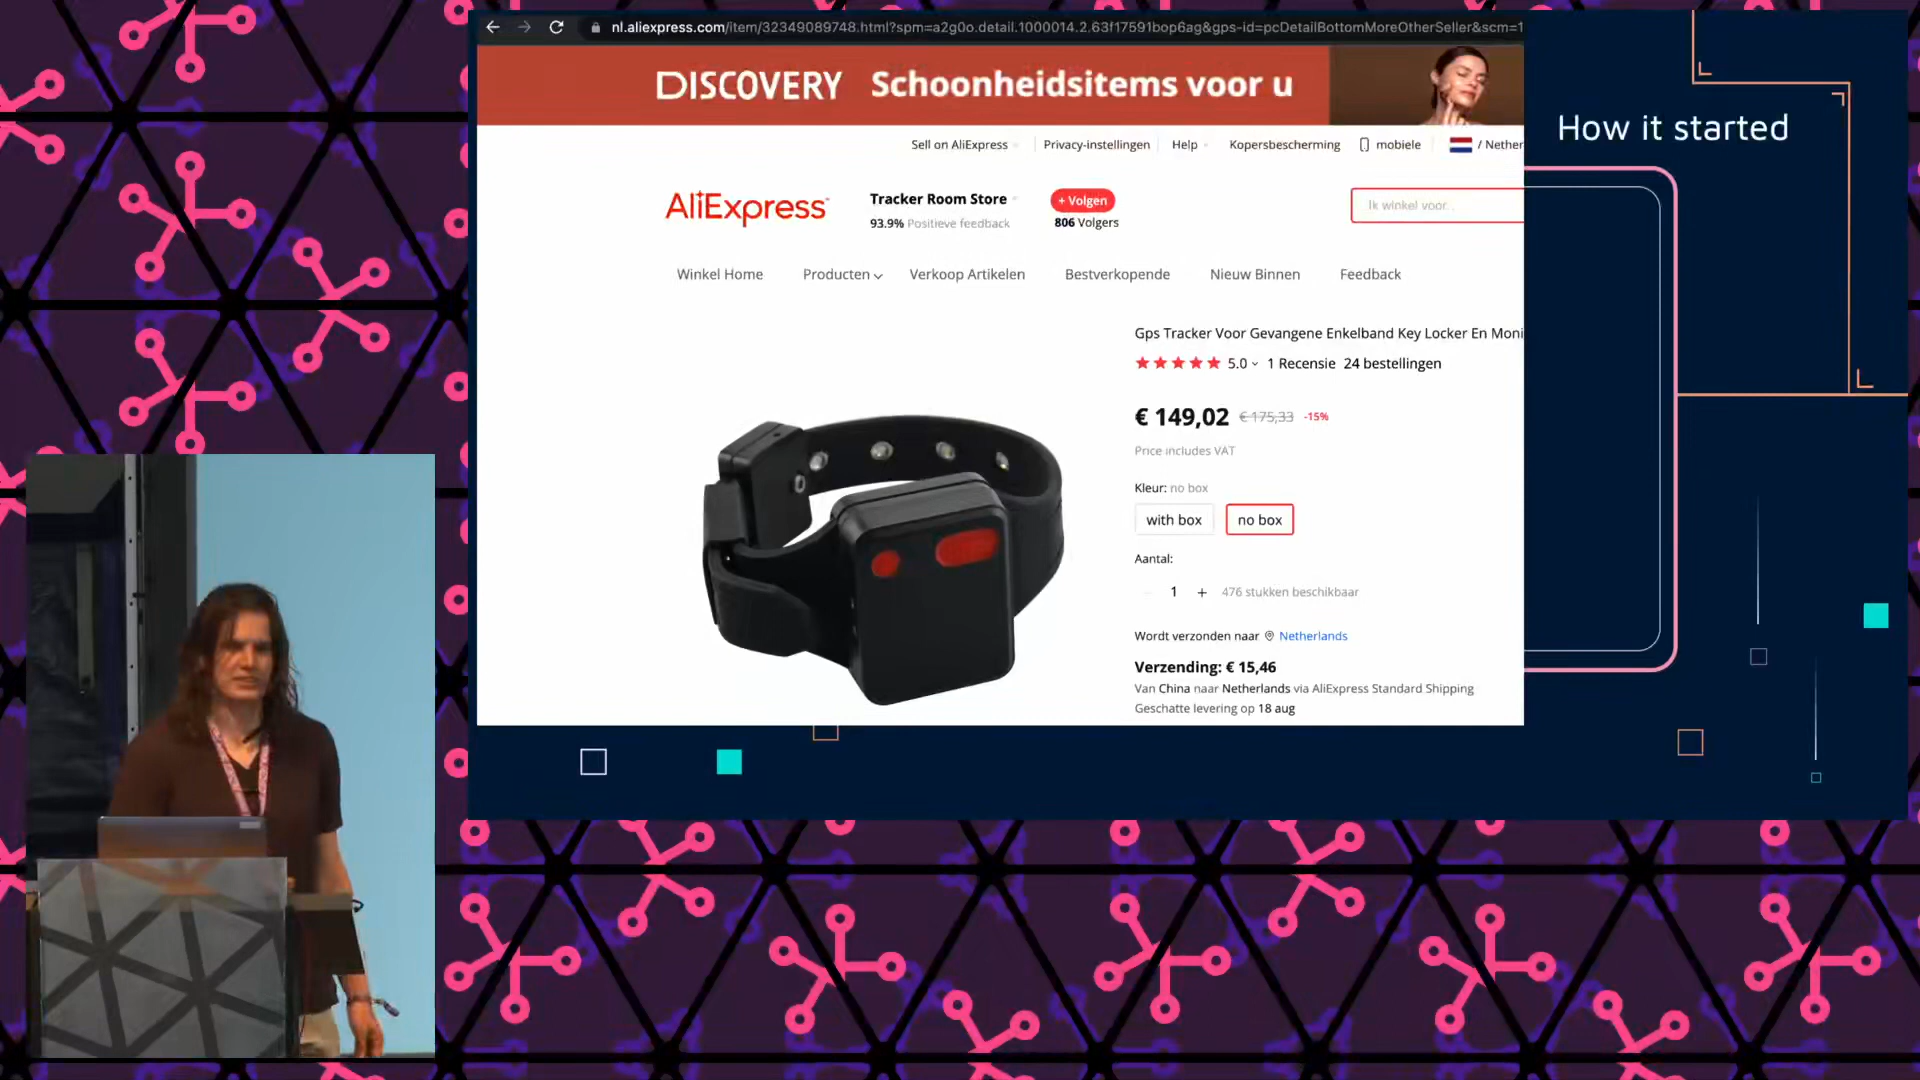 nl.aliexpress.com/item/32349089748.html?spm=a2g0o.detail.1000014.2.63f17591bop6ag&gps-id=pcDetailBottomMoreOtherSeller&scm=1
DISCOVERY Schoonheidsitems voor u
How it started
Sell on AliExpress Privacy-instellingen Help Kopersbescherming mobiele / Nether
AliExpress
Tracker Room Store
+ Volgen
Ik winkel voor..
93.9% Positieve feedback
806 Volgers
Winkel Home Producten Verkoop Artikelen Bestverkopende Nieuw Binnen Feedback
Gps Tracker Voor Gevangene Enkelband Key Locker En Moni
5.0 1 Recensie 24 bestellingen
€ 149,02 € 175,33 -15%
Price includes VAT
Kleur: no box
with box no box
Aantal:
- 1 + 476 stukken beschikbaar
Wordt verzonden naar Netherlands
Verzending: € 15,46
Van China naar Netherlands via AliExpress Standard Shipping
Geschatte levering op 18 aug